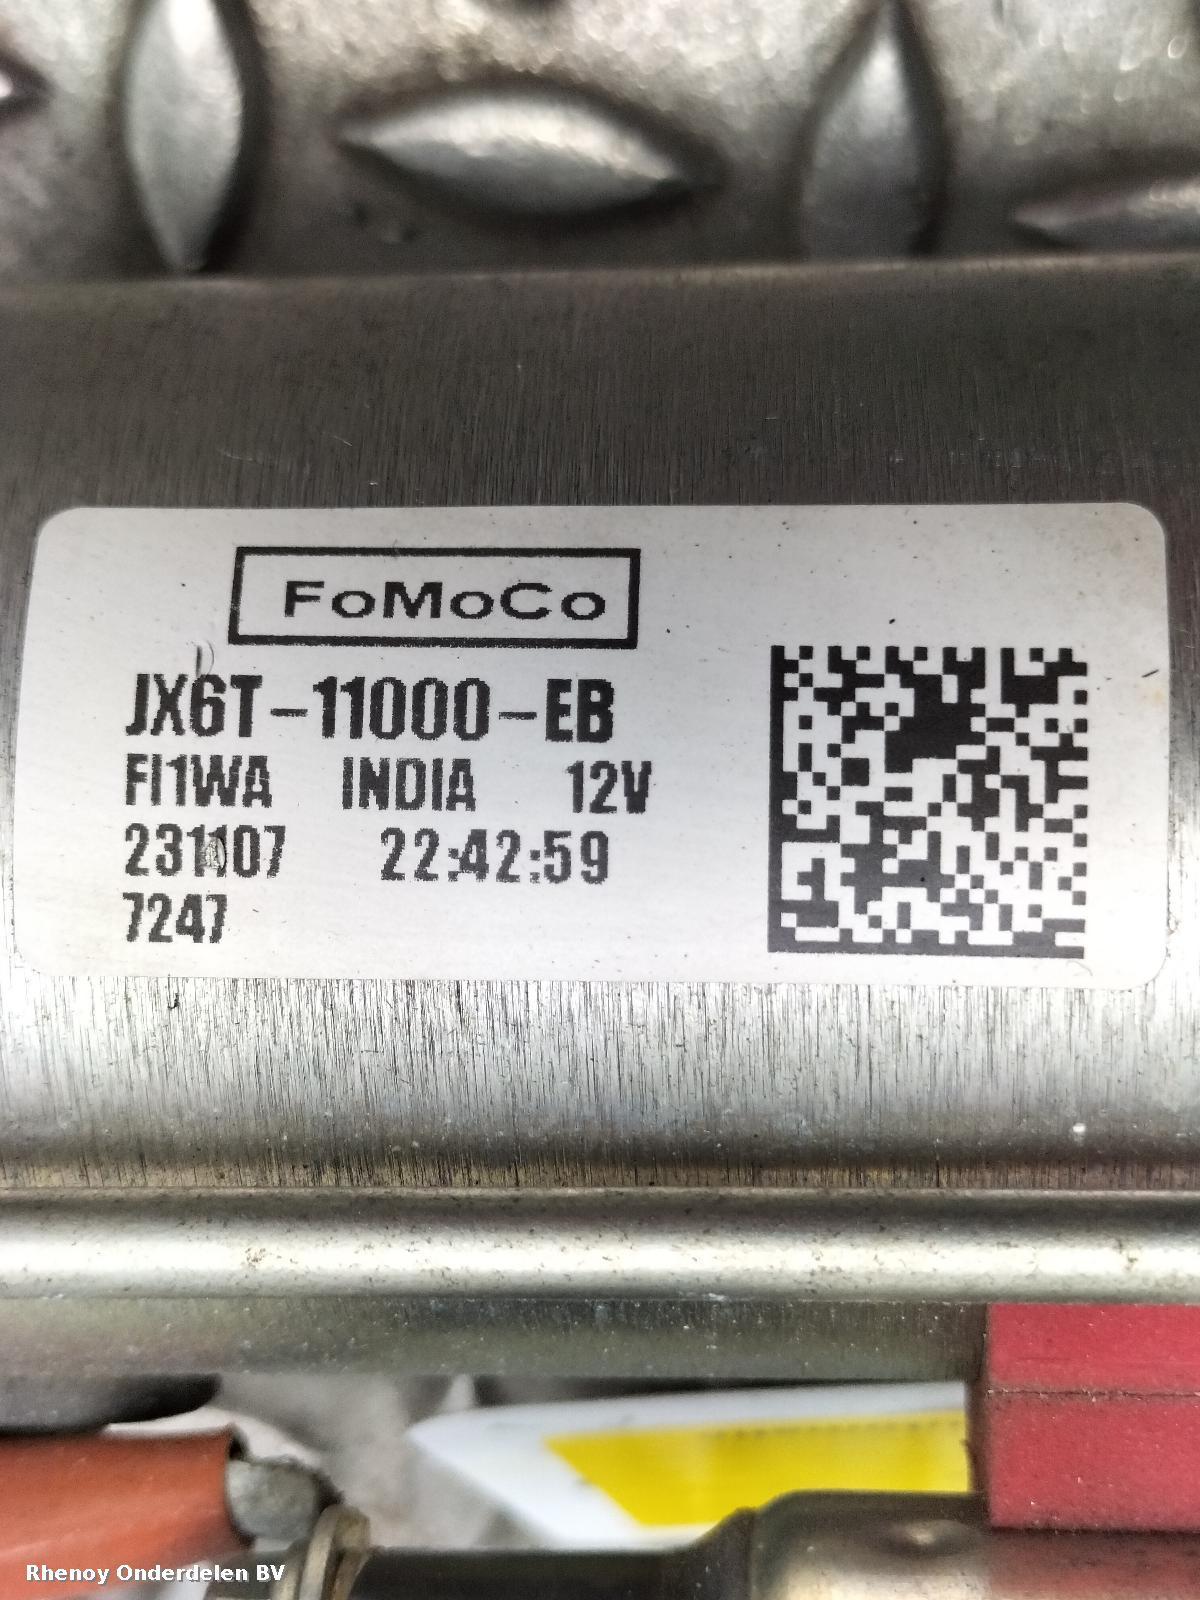 FoMoCo
JX6T-11000-EB
FI1WA INDIA 12V
231107 22:42:59
7247
Rhenoy Onderdelen BV